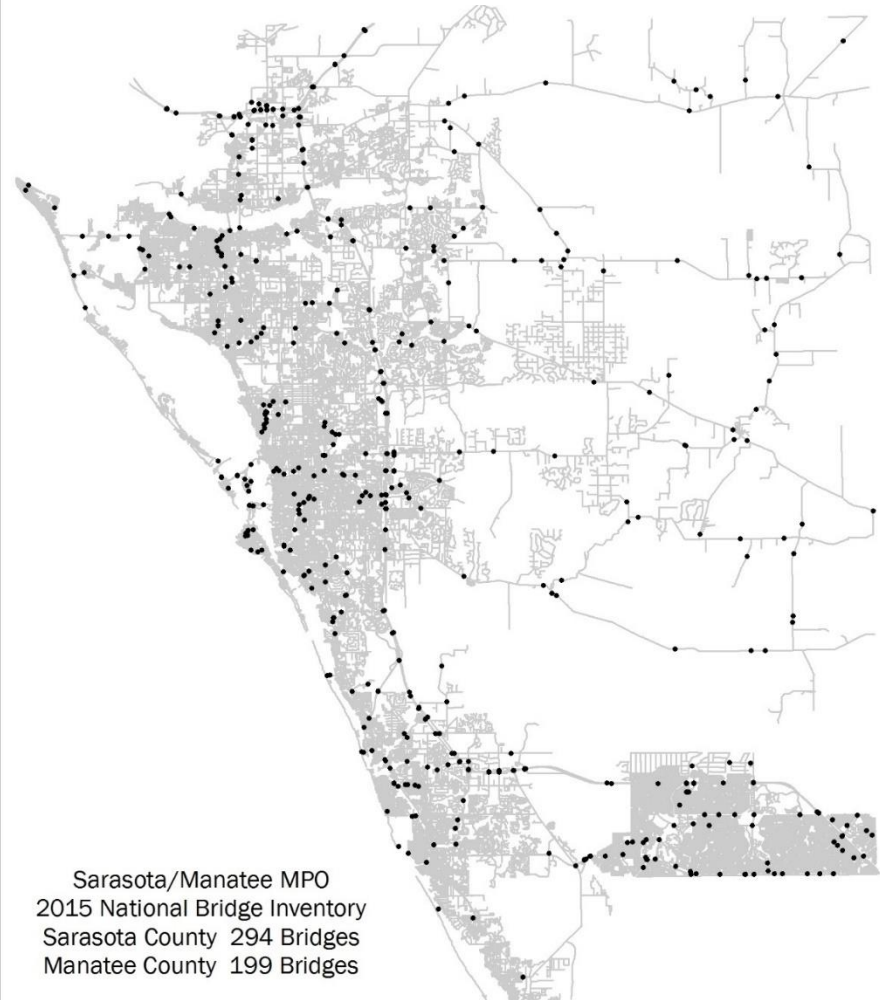 Sarasota/Manatee MPO
2015 National Bridge Inventory
Sarasota County 294 Bridges
Manatee County 199 Bridges